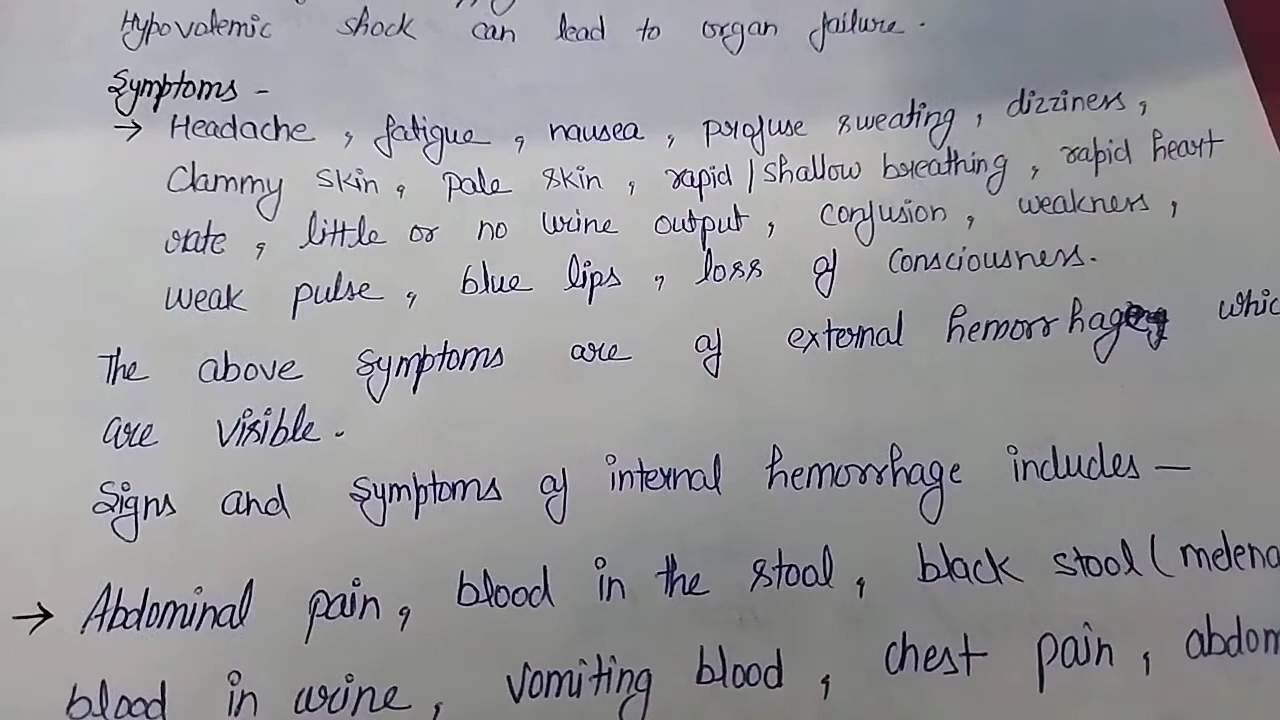 Hypovolemic shock can lead to organ failure.
Symptoms -
→ Headache, fatigue, nausea, profuse sweating, dizziness,
Clammy skin, pale skin, rapid / shallow breathing, rapid heart
rate, little or no urine output, confusion, weakness,
weak pulse, blue lips, loss of consciousness.
The above symptoms are of external hemorrhage whic
are visible.
Signs and symptoms of internal hemorrhage includes —
→ Abdominal pain, blood in the stool, black stool (melena
blood in urine, vomiting blood, chest pain, abdom